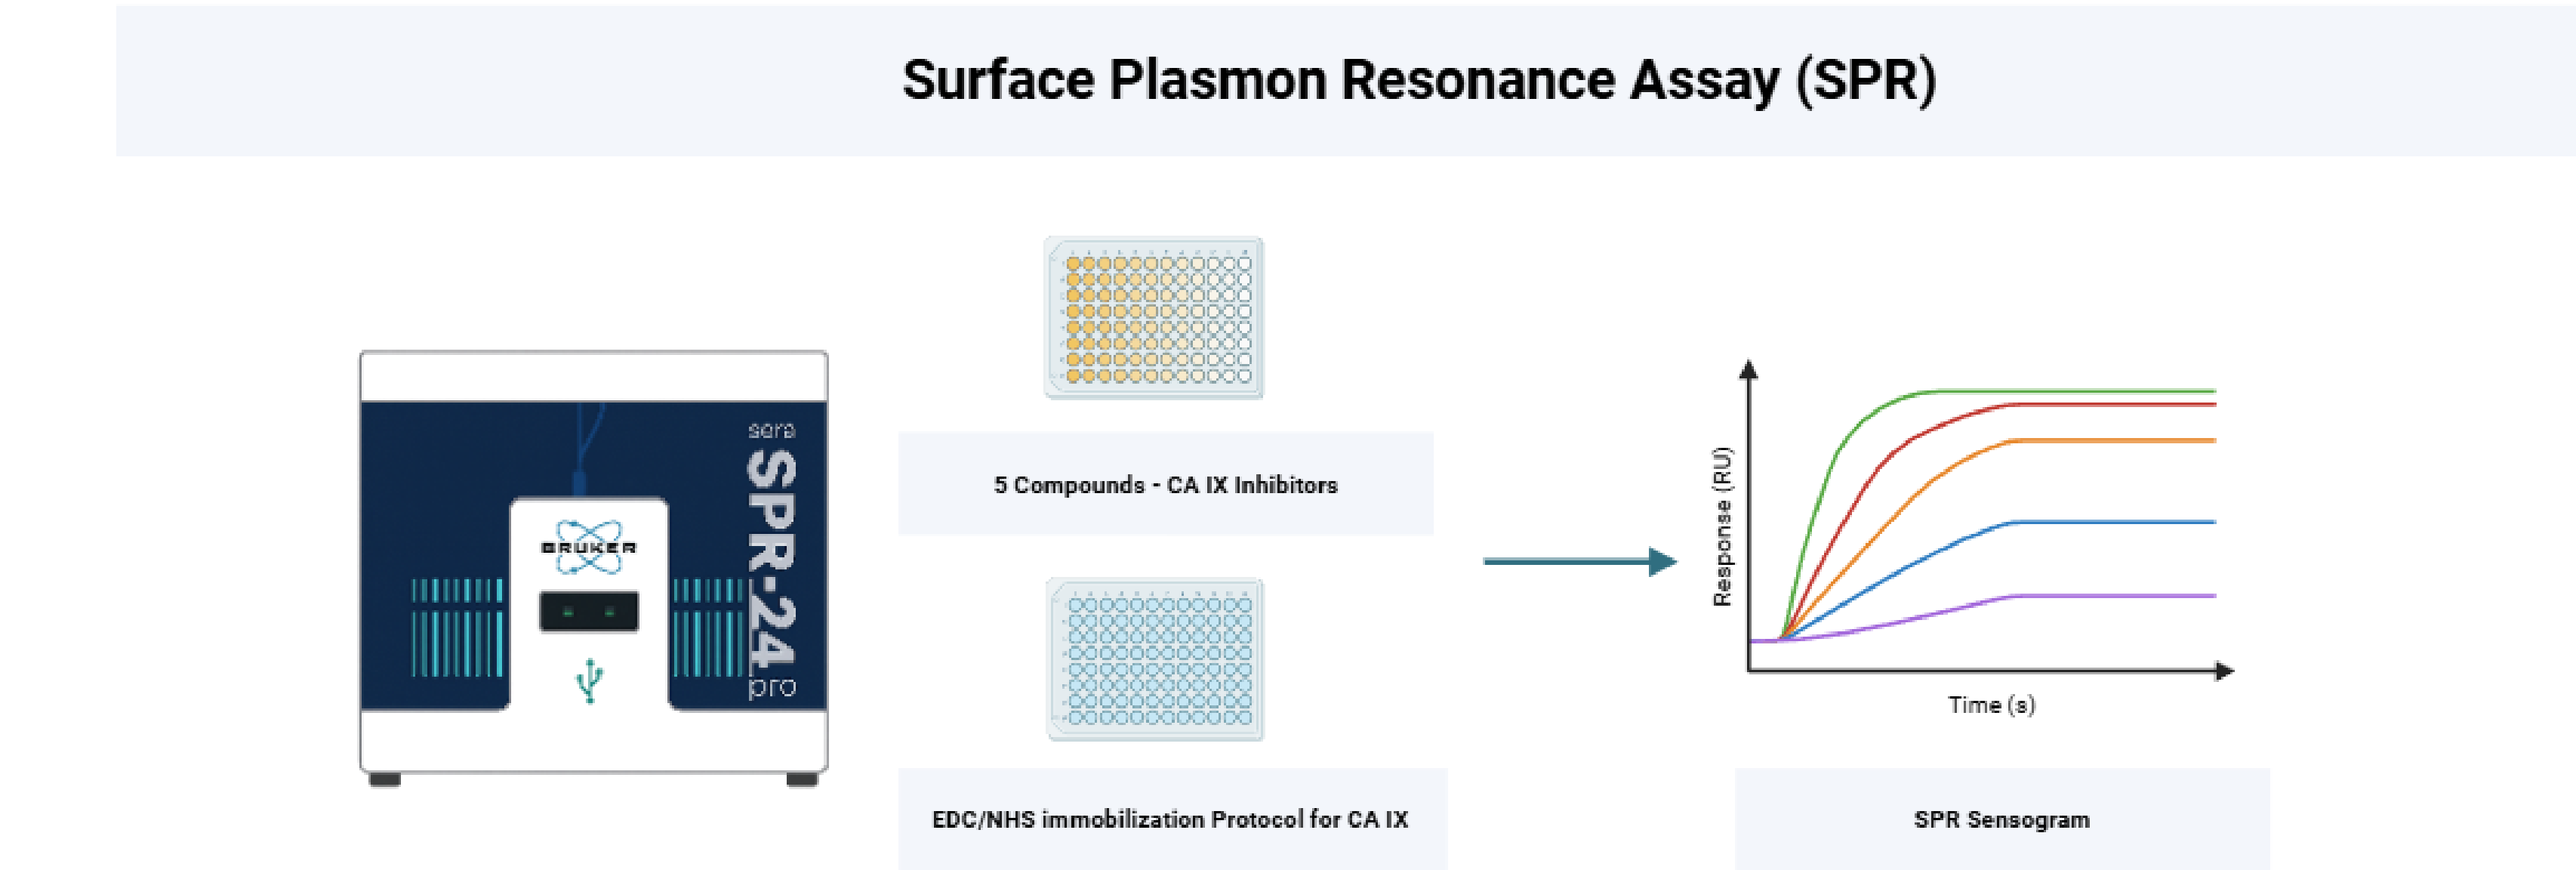 Surface Plasmon Resonance Assay (SPR)
sera
SPR-24
pro
BRUKER
5 Compounds - CA IX Inhibitors
EDC/NHS immobilization Protocol for CA IX
Response (RU)
Time (s)
SPR Sensogram